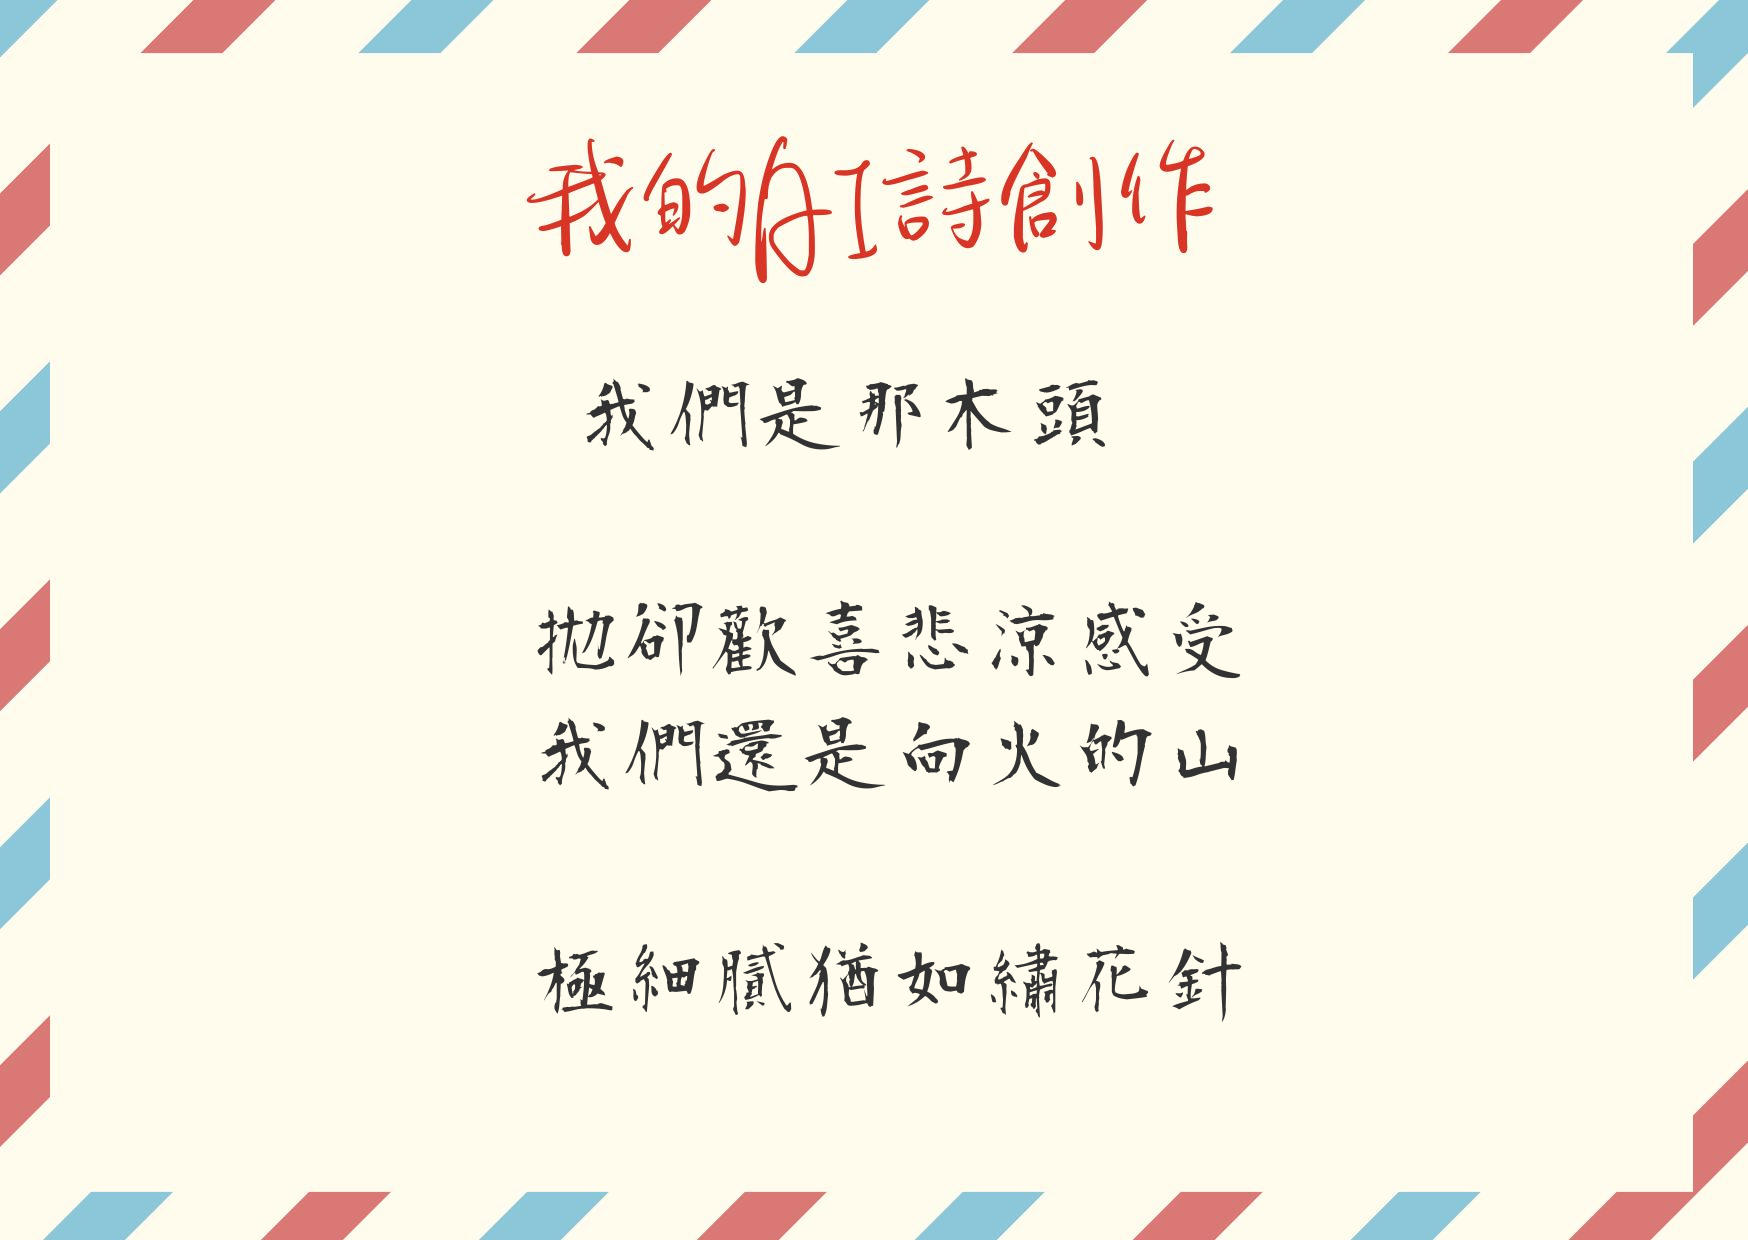 我的AI詩創作
我們是那木頭
拋卻歡喜悲涼感受
我們還是向火的山
極細膩猶如繡花針